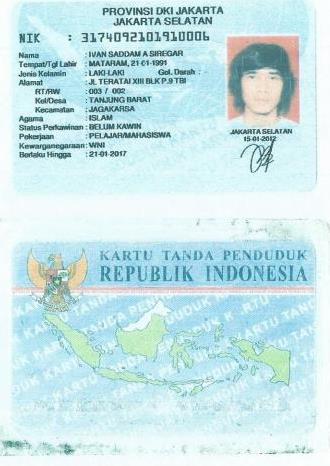 PROVINSI DKI JAKARTA
JAKARTA SELATAN
NIK : 3174092101910006
Nama : IVAN SADDAM A SIREGAR
Tempat/Tgl Lahir : MATARAM, 21-01-1991
Jenis Kelamin : LAKI-LAKI Gol. Darah :
Alamat : JL TERATAI XIII BLK P.9 TBI
RT/RW : 003 / 002
Kel/Desa : TANJUNG BARAT
Kecamatan : JAGAKARSA
Agama : ISLAM
Status Perkawinan : BELUM KAWIN
Pekerjaan : PELAJAR/MAHASISWA
Kewarganegaraan : WNI
Berlaku Hingga : 21-01-2017
JAKARTA SELATAN
15-01-2012
KARTU TANDA PENDUDUK
REPUBLIK INDONESIA